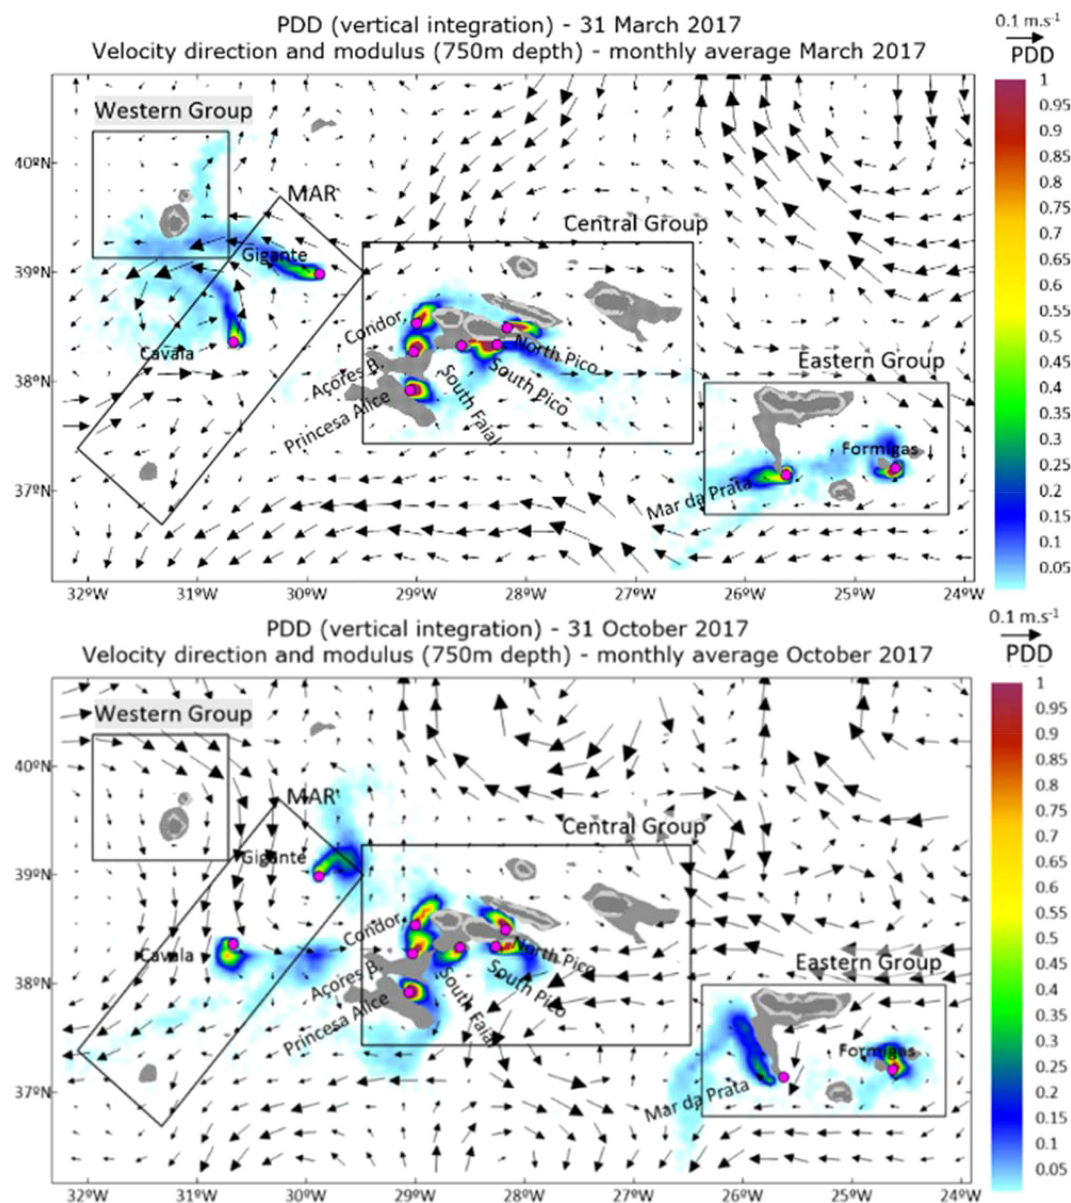 PDD (vertical integration) - 31 March 2017
Velocity direction and modulus (750m depth) - monthly average March 2017
0.1 m.s-1
PDD
Western Group
MAR
Gigante
Cavala
Central Group
Condor
Açores B.
Princesa Alice
South Faial
South Pico
North Pico
Eastern Group
Formigas
Mar da Prata
40ºN
39ºN
38ºN
37ºN
32ºW 31ºW 30ºW 29ºW 28ºW 27ºW 26ºW 25ºW 24ºW
1
0.95
0.9
0.85
0.8
0.75
0.7
0.65
0.6
0.55
0.5
0.45
0.4
0.35
0.3
0.25
0.2
0.15
0.1
0.05
PDD (vertical integration) - 31 October 2017
Velocity direction and modulus (750m depth) - monthly average October 2017
0.1 m.s-1
PDD
Western Group
MAR
Gigante
Cavala
Central Group
Condor
Açores B.
Princesa Alice
South Faial
South Pico
North Pico
Eastern Group
Formigas
Mar da Prata
40ºN
39ºN
38ºN
37ºN
32ºW 31ºW 30ºW 29ºW 28ºW 27ºW 26ºW 25ºW 24ºW
1
0.95
0.9
0.85
0.8
0.75
0.7
0.65
0.6
0.55
0.5
0.45
0.4
0.35
0.3
0.25
0.2
0.15
0.1
0.05